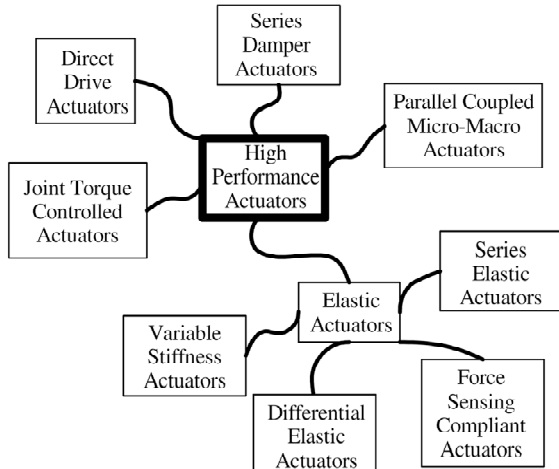 Series
Damper
Actuators
Direct
Drive
Actuators
Parallel Coupled
Micro-Macro
Actuators
High
Performance
Actuators
Joint Torque
Controlled
Actuators
Series
Elastic
Actuators
Elastic
Actuators
Variable
Stiffness
Actuators
Force
Sensing
Compliant
Actuators
Differential
Elastic
Actuators